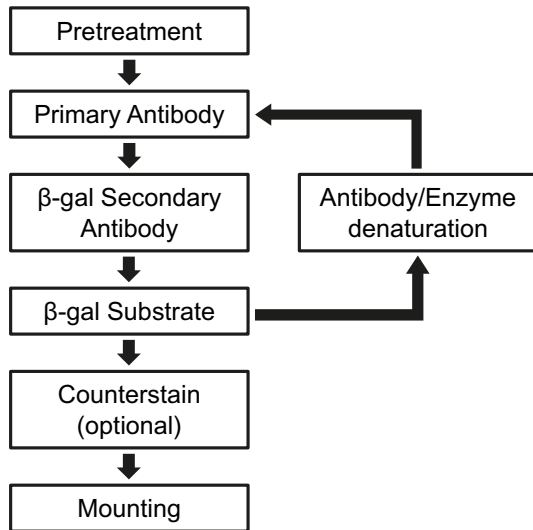 Pretreatment
Primary Antibody
β-gal Secondary
Antibody
Antibody/Enzyme
denaturation
β-gal Substrate
Counterstain
(optional)
Mounting